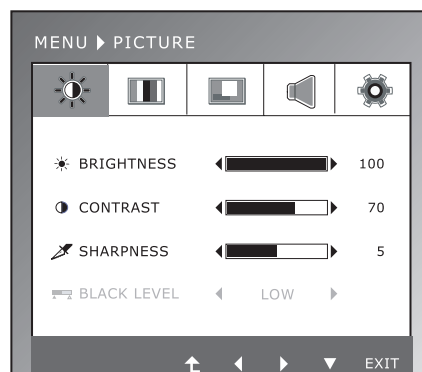 MENU PICTURE
BRIGHTNESS 100
CONTRAST 70
SHARPNESS 5
BLACK LEVEL LOW
EXIT